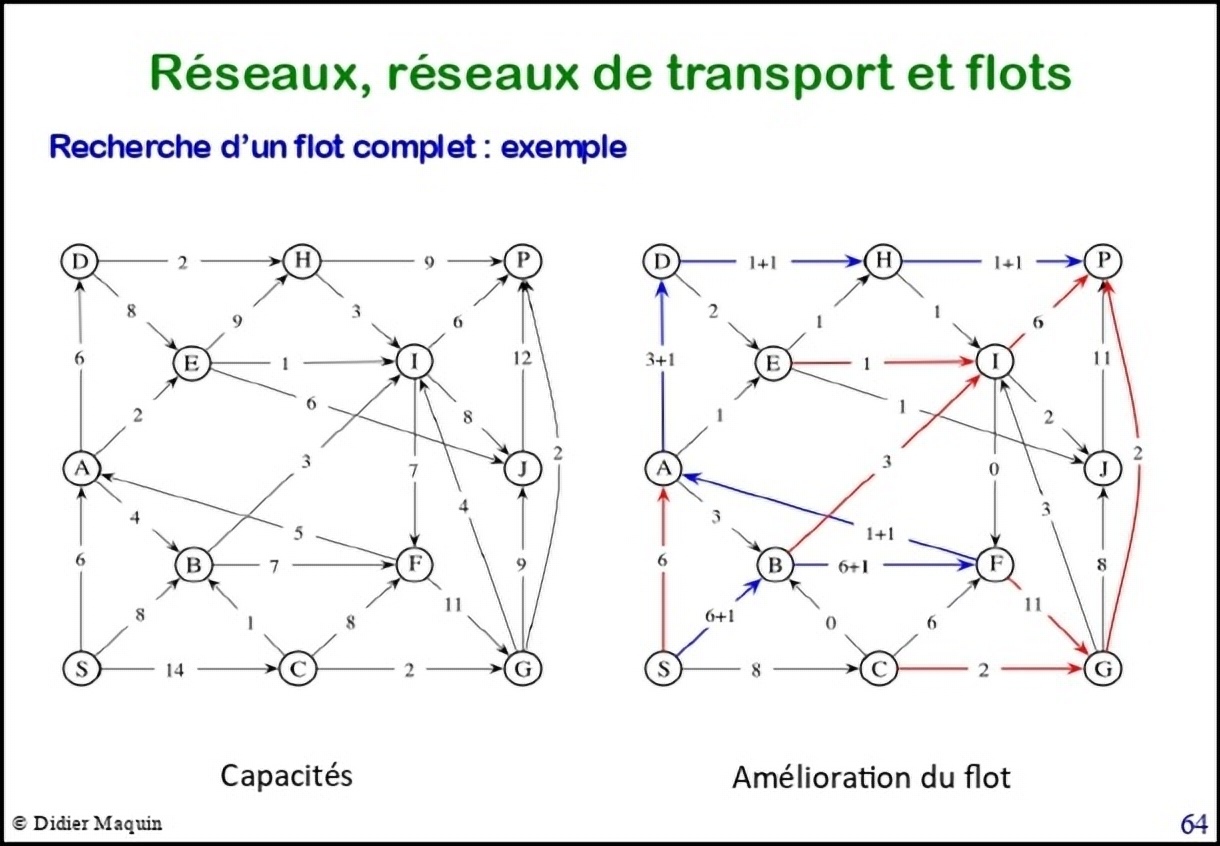 Réseaux, réseaux de transport et flots
Recherche d'un flot complet : exemple
D 2 H 9 P
8 9 3 6
6 E 1 I 12
2 6 8
A 3 7 J 2
4 5 4
6 B 7 F 9
8 1 8 11
S 14 C 2 G
Capacités
D 1+1 H 1+1 P
2 1 1 6
3+1 E 1 I 11
1 1 2
A 3 0 J 2
3 1+1 3
6 B 6+1 F 8
6+1 0 6 11
S 8 C 2 G
Amélioration du flot
© Didier Maquin
64